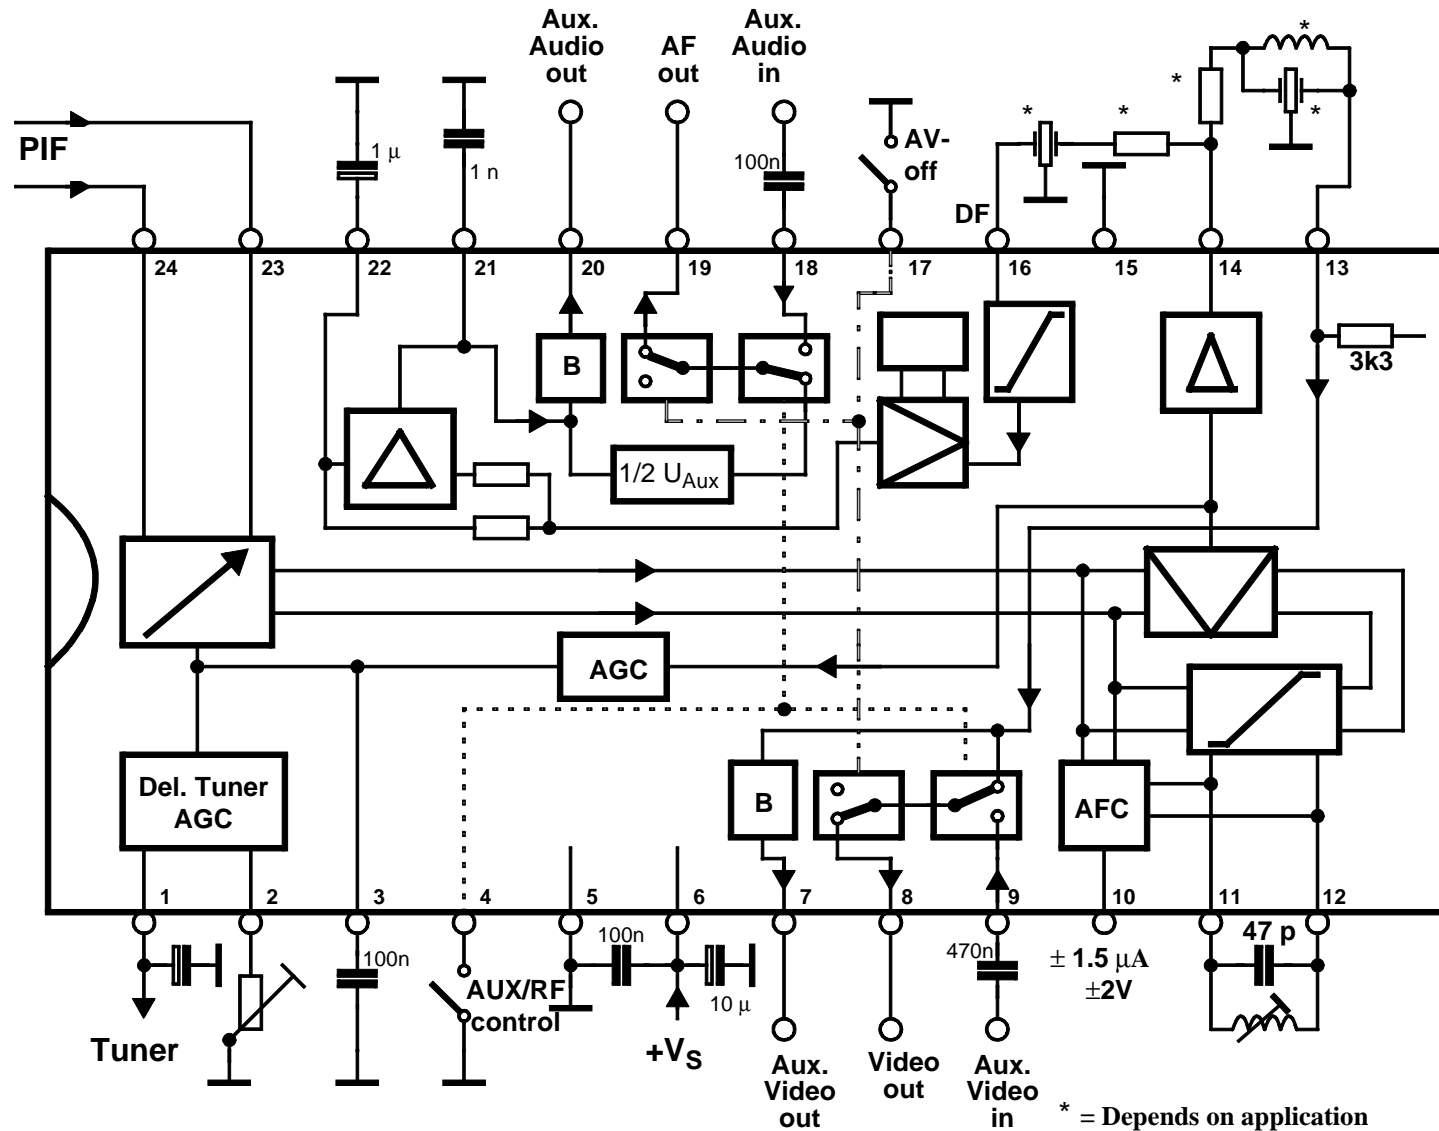 Aux.
Audio
out
AF
out
Aux.
Audio
in
*
*
*
*
*
PIF
1 μ
1 n
100n
AV-
off
DF
24
23
22
21
20
19
18
17
16
15
14
13
B
3k3
1/2 UAux
AGC
Del. Tuner
AGC
B
AFC
1
2
3
4
5
6
7
8
9
10
11
12
100n
AUX/RF
control
100n
10 μ
470n
± 1.5 μA
±2V
47 p
Tuner
+VS
Aux.
Video
out
Video
out
Aux.
Video
in
* = Depends on application